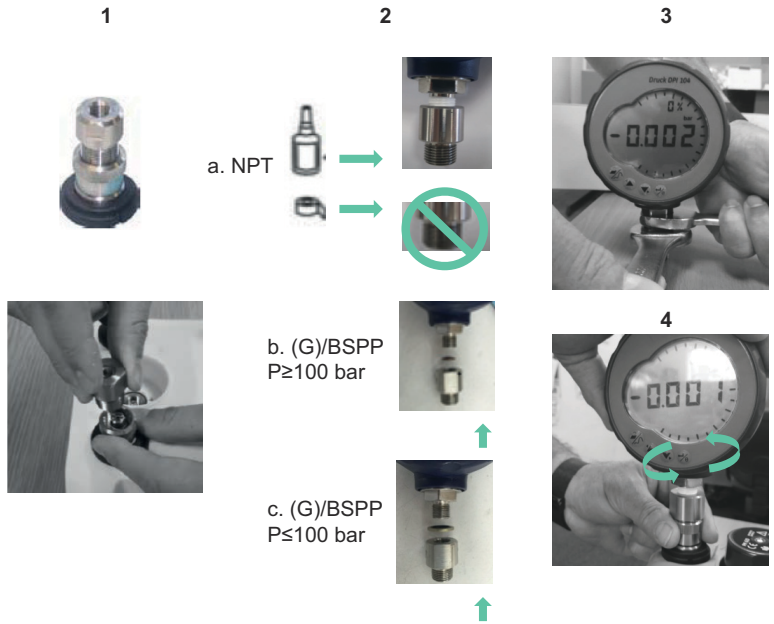 1
2
3
a. NPT
Druck DPI 104
0%
bar
-0.002
4
b. (G)/BSPP
P≥100 bar
-0.001
c. (G)/BSPP
P≤100 bar